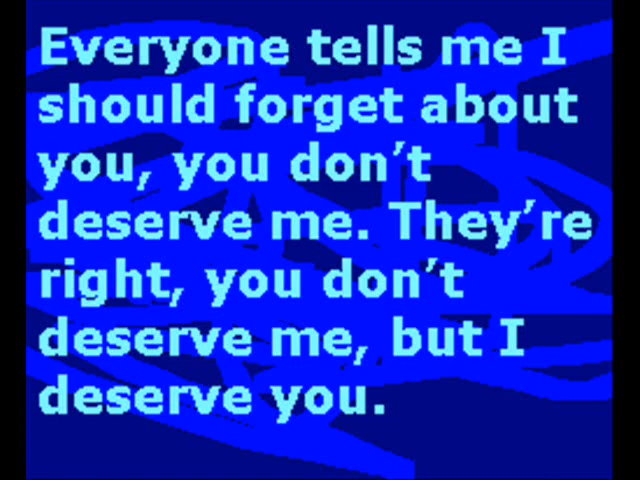 Everyone tells me I
should forget about
you, you don’t
deserve me. They’re
right, you don’t
deserve me, but I
deserve you.